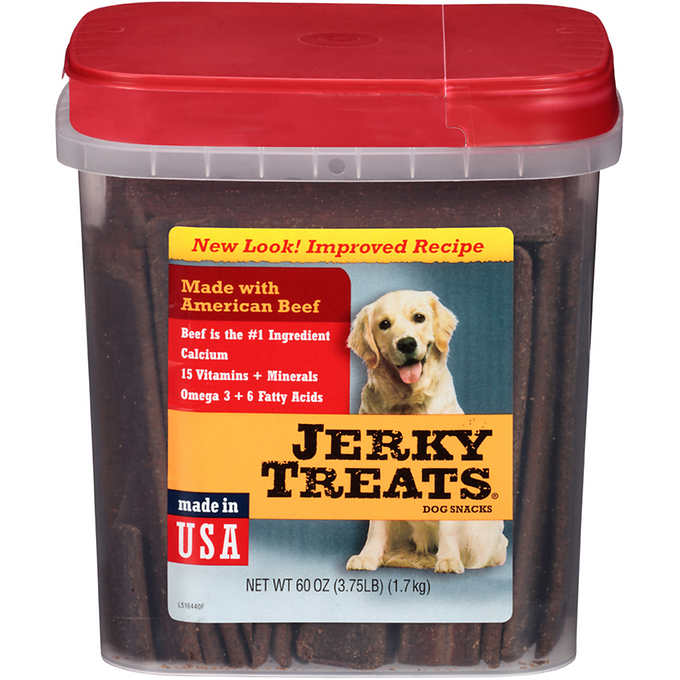 New Look! Improved Recipe
Made with
American Beef
Beef is the #1 Ingredient
Calcium
15 Vitamins + Minerals
Omega 3 + 6 Fatty Acids
JERKY
TREATS®
DOG SNACKS
made in
USA
NET WT 60 OZ (3.75LB) (1.7kg)
L516440F